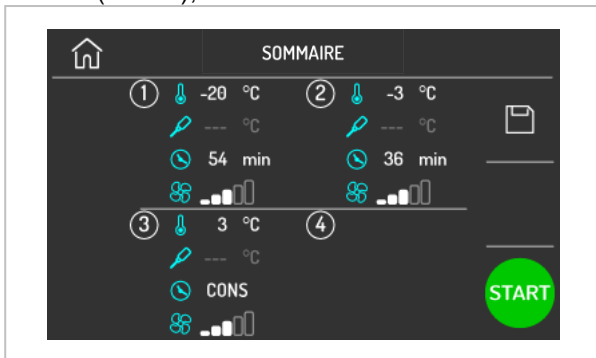 SOMMAIRE
1 -20 °C 2 -3 °C
--- °C --- °C
54 min 36 min
3 3 °C 4
--- °C
CONS
START